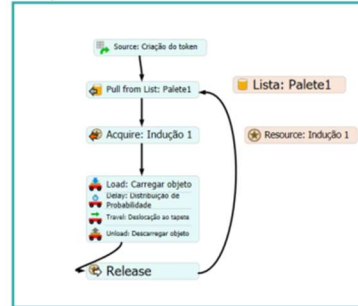 Source: Criação do token
Pull from List: Palete1
Lista: Palete1
Acquire: Indução 1
Resource: Indução 1
Load: Carregar objeto
Delay: Distribuição de
Probabilidade
Travel: Deslocação ao tapete
Unload: Descarregar objeto
Release